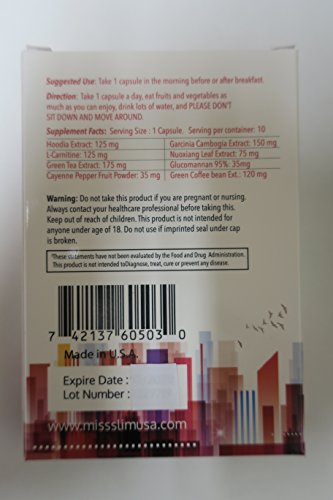 Suggested Use: Take 1 capsule in the morning before or after breakfast.
Direction: Take 1 capsule a day, eat fruits and vegetables as
much as you can enjoy, drink lots of water, and PLEASE DON'T
SIT DOWN AND MOVE AROUND.
Supplement Facts: Serving Size : 1 Capsule. Serving per container: 10
Hoodia Extract: 125 mg
Garcinia Cambogia Extract: 150 mg
L-Carnitine: 125 mg
Nuoxiang Leaf Extract: 75 mg
Green Tea Extract: 175 mg
Glucomannan 95%: 35mg
Cayenne Pepper Fruit Powder: 35 mg
Green Coffee bean Ext.: 120 mg
Warning: Do not take this product if you are pregnant or nursing.
Always contact your healthcare professional before taking this.
Keep out of reach of children. This product is not intended for
anyone under age of 18. Do not use if imprinted seal under cap
is broken.
*These statements have not been evaluated by the Food and Drug Administration.
This product is not intended toDiagnose, treat, cure or prevent any disease.
7 42137 60503 0
Made in U.S.A.
Expire Date :
Lot Number :
www.missslimusa.com